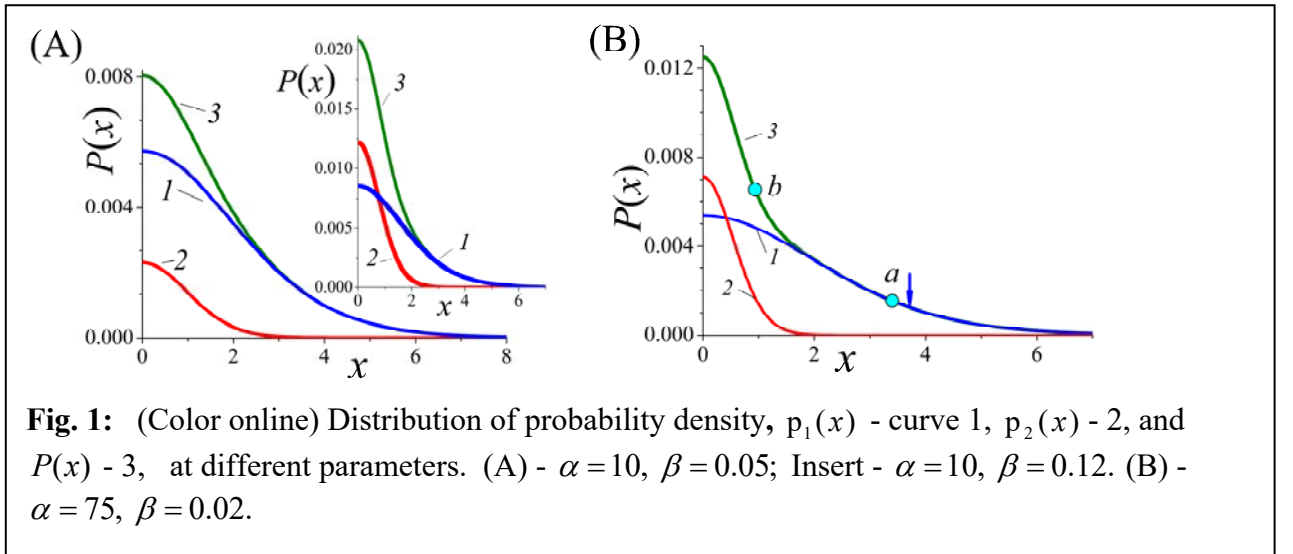 (A)
P(x)
0.008
0.004
0.000
0
2
4
6
8
x
1
2
3
P(x)
0.020
0.015
0.010
0.005
0.000
0
2
4
6
x
1
2
3
(B)
P(x)
0.012
0.008
0.004
0.000
0
2
4
6
x
1
2
3
b
a
Fig. 1: (Color online) Distribution of probability density, p₁(x) - curve 1, p₂(x) - 2, and
P(x) - 3, at different parameters. (A) - α = 10, β = 0.05; Insert - α = 10, β = 0.12. (B) -
α = 75, β = 0.02.